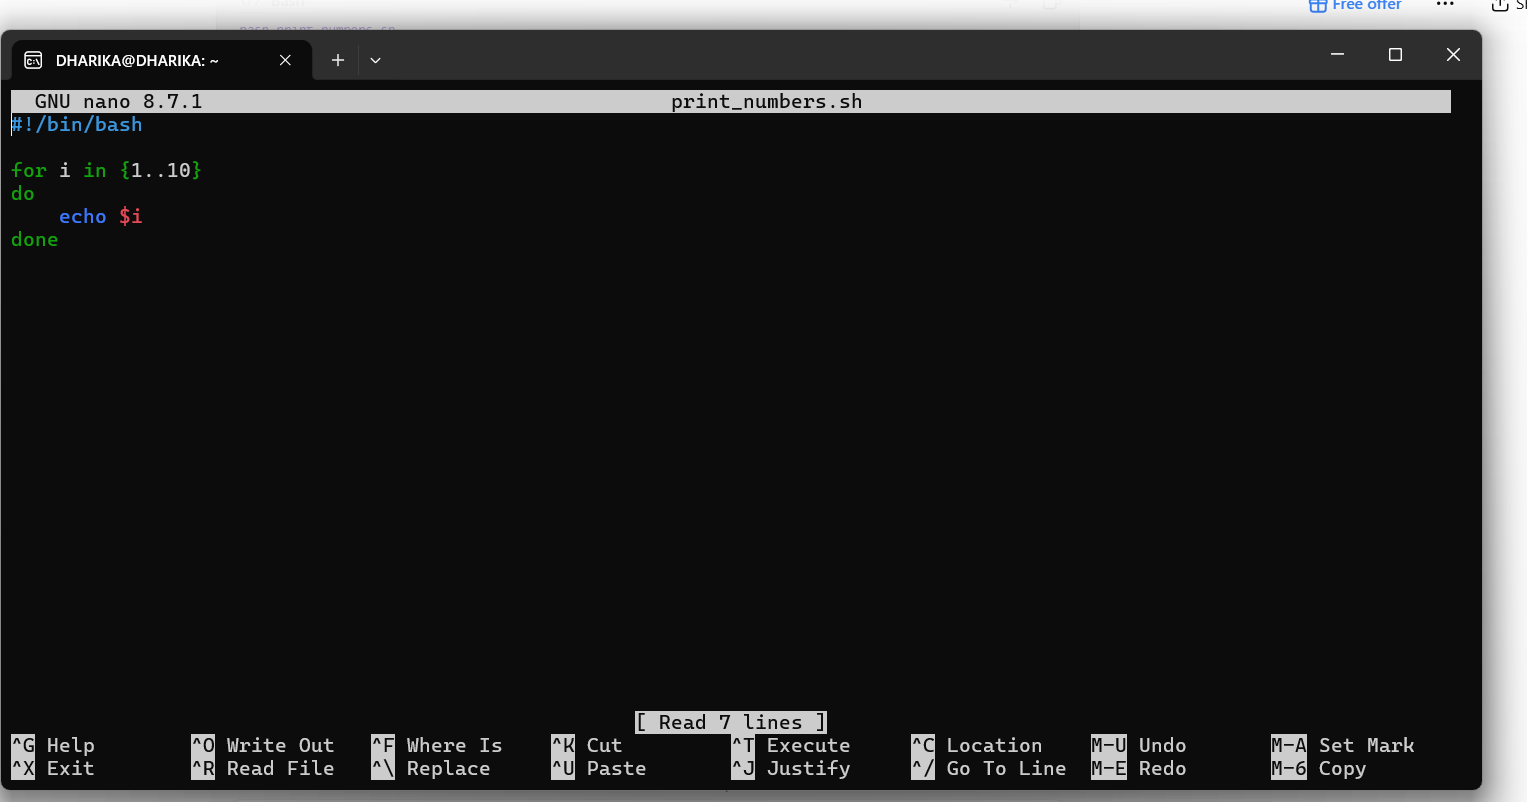 Free offer
DHARIKA@DHARIKA: ~
GNU nano 8.7.1 print_numbers.sh
#!/bin/bash
for i in {1..10}
do
    echo $i
done
[ Read 7 lines ]
^G Help ^O Write Out ^F Where Is ^K Cut ^T Execute ^C Location M-U Undo M-A Set Mark
^X Exit ^R Read File ^\ Replace ^U Paste ^J Justify ^/ Go To Line M-E Redo M-6 Copy